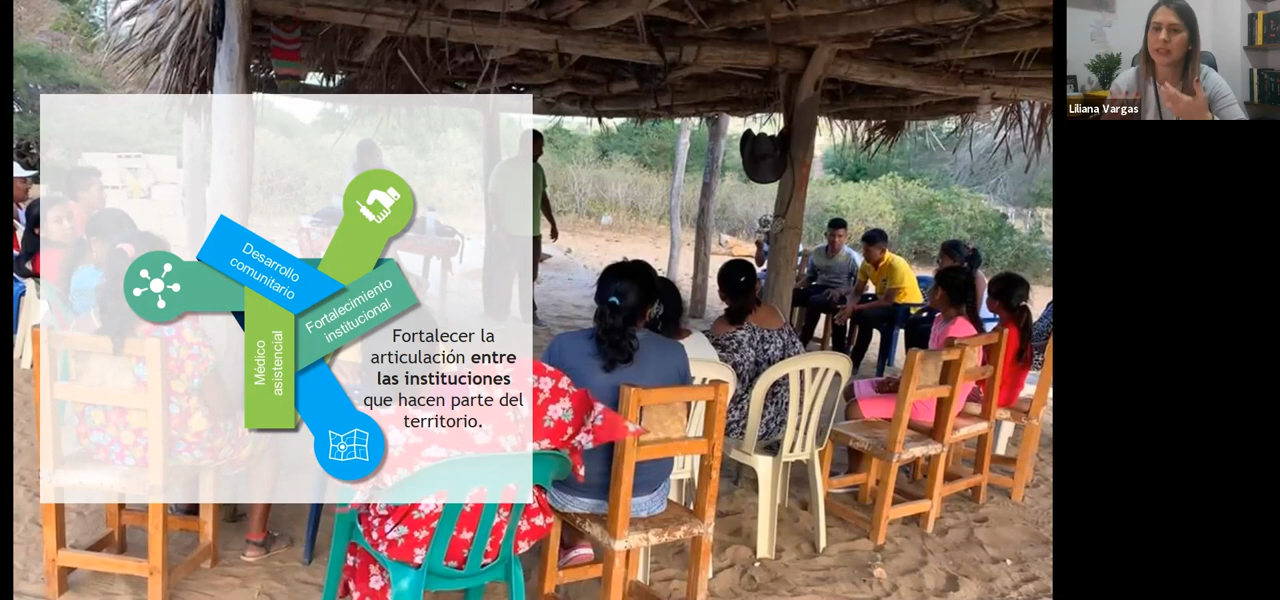 Desarrollo
comunitario
Fortalecimiento
institucional
Médico
asistencial
Fortalecer la
articulación entre
las instituciones
que hacen parte del
territorio.
Liliana Vargas